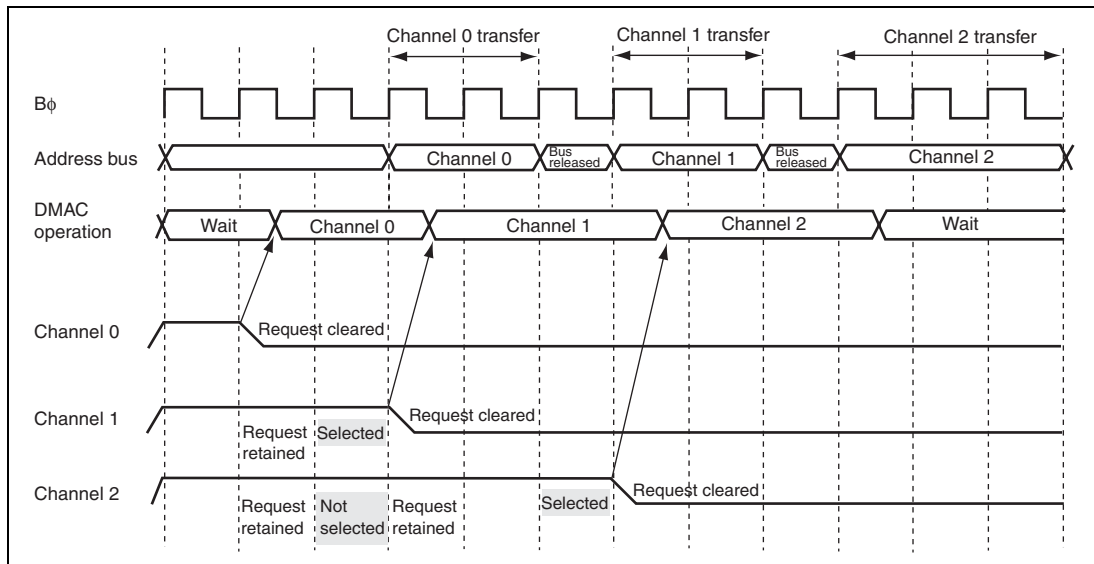 Channel 0 transfer Channel 1 transfer Channel 2 transfer
Bϕ
Address bus
Channel 0 Bus released Channel 1 Bus released Channel 2
DMAC operation
Wait Channel 0 Channel 1 Channel 2 Wait
Channel 0
Request cleared
Channel 1
Request cleared
Request retained
Selected
Channel 2
Request cleared
Request retained
Not selected
Request retained
Selected